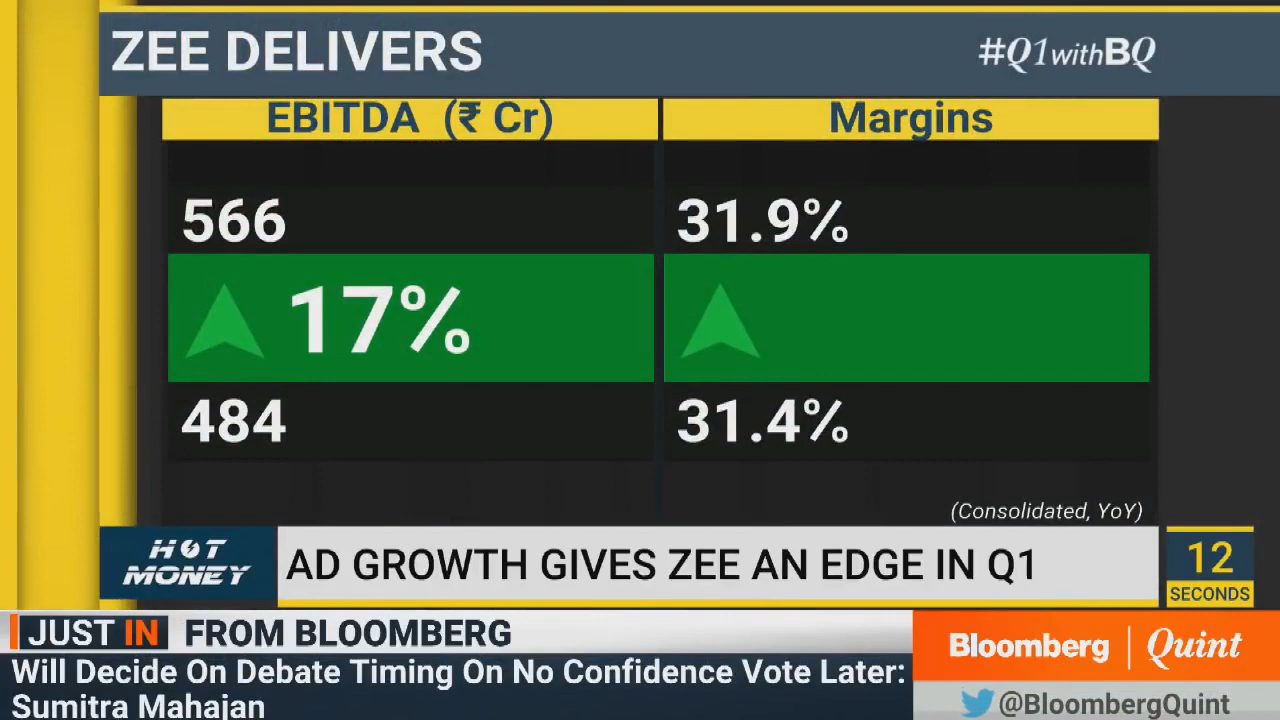 ZEE DELIVERS
#Q1withBQ
EBITDA (₹ Cr)
Margins
566
31.9%
17%
484
31.4%
(Consolidated, YoY)
HOT
MONEY
AD GROWTH GIVES ZEE AN EDGE IN Q1
12
SECONDS
JUST IN FROM BLOOMBERG
Will Decide On Debate Timing On No Confidence Vote Later:
Sumitra Mahajan
Bloomberg | Quint
@BloombergQuint